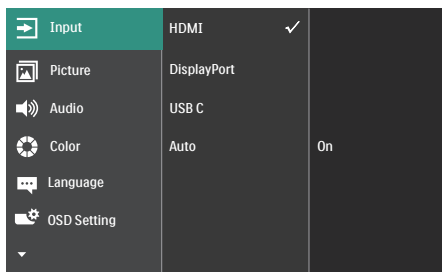 Input
HDMI
Picture
DisplayPort
Audio
USB C
Color
Auto
On
Language
OSD Setting